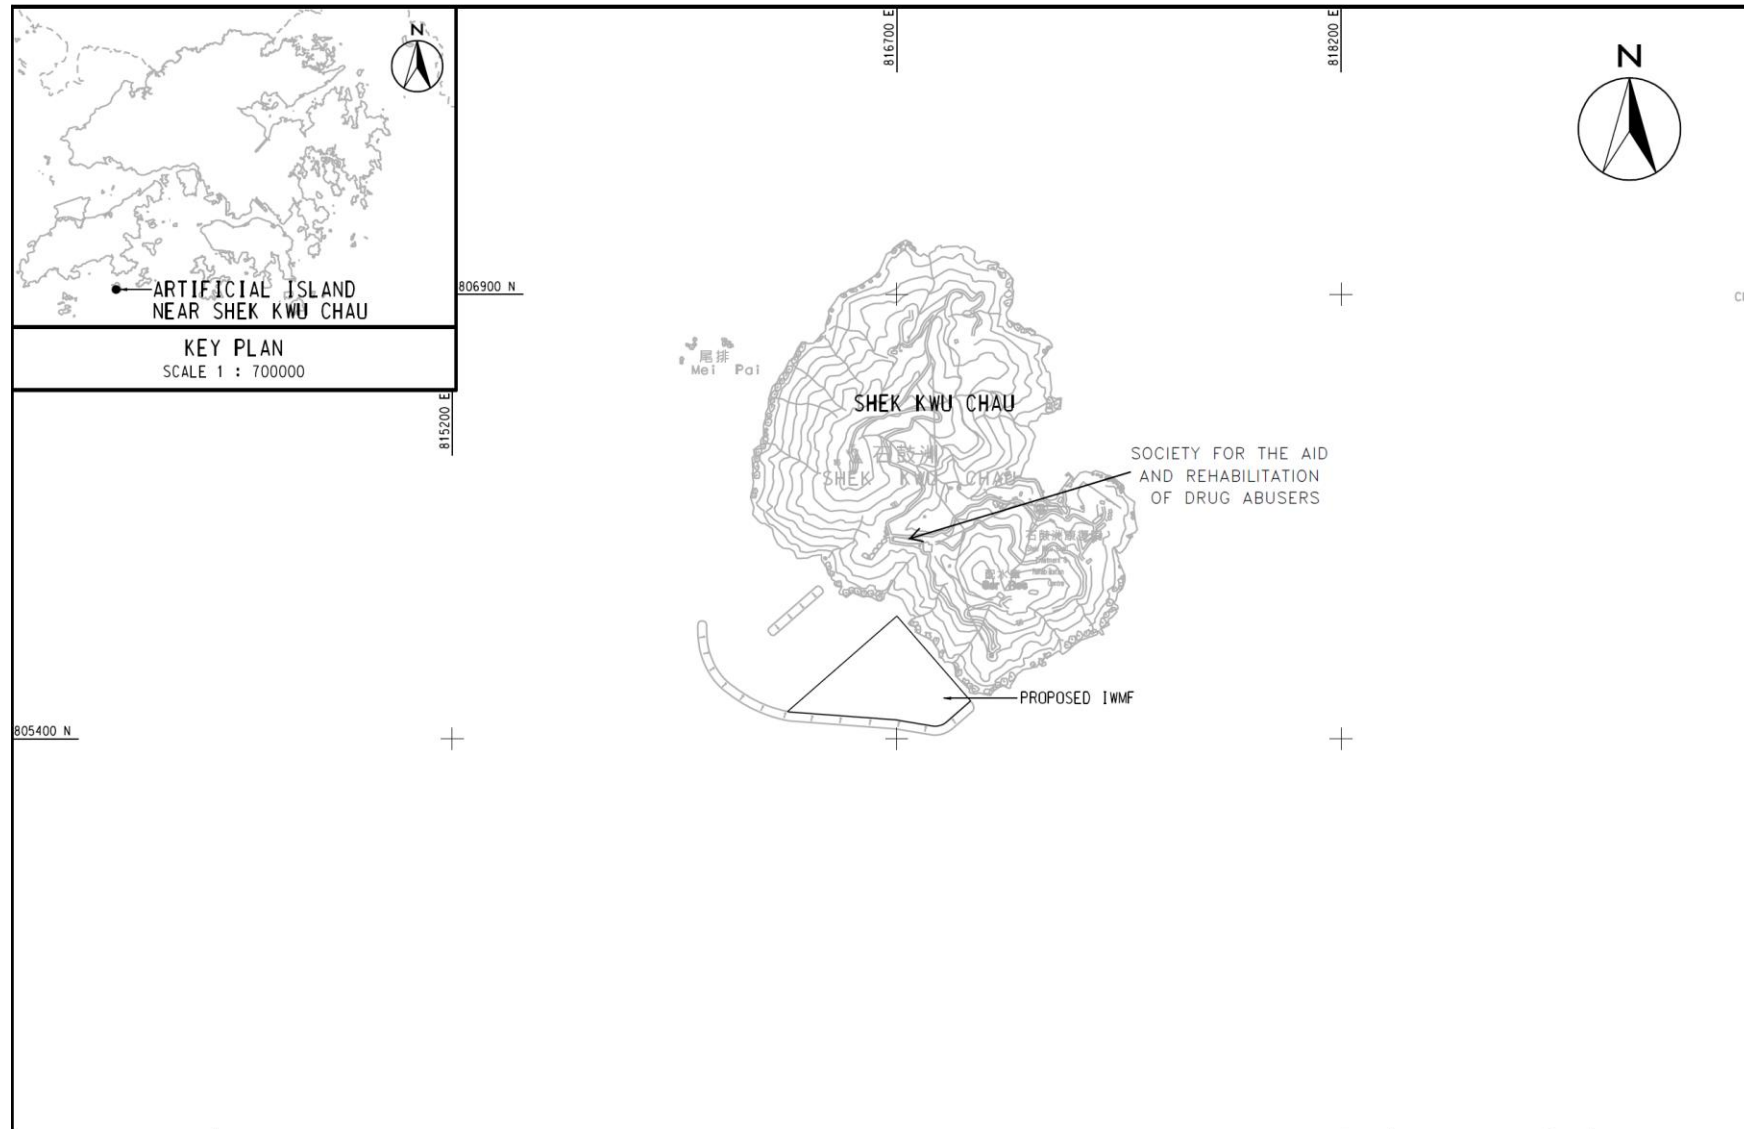 N
ARTIFICIAL ISLAND
NEAR SHEK KWU CHAU
KEY PLAN
SCALE 1 : 700000
816700 E
818200 E
N
806900 N
815200 E
尾排
Mei Pai
SHEK KWU CHAU
石鼓洲
SHEK KWU CHAU
SOCIETY FOR THE AID
AND REHABILITATION
OF DRUG ABUSERS
PROPOSED IWMF
805400 N